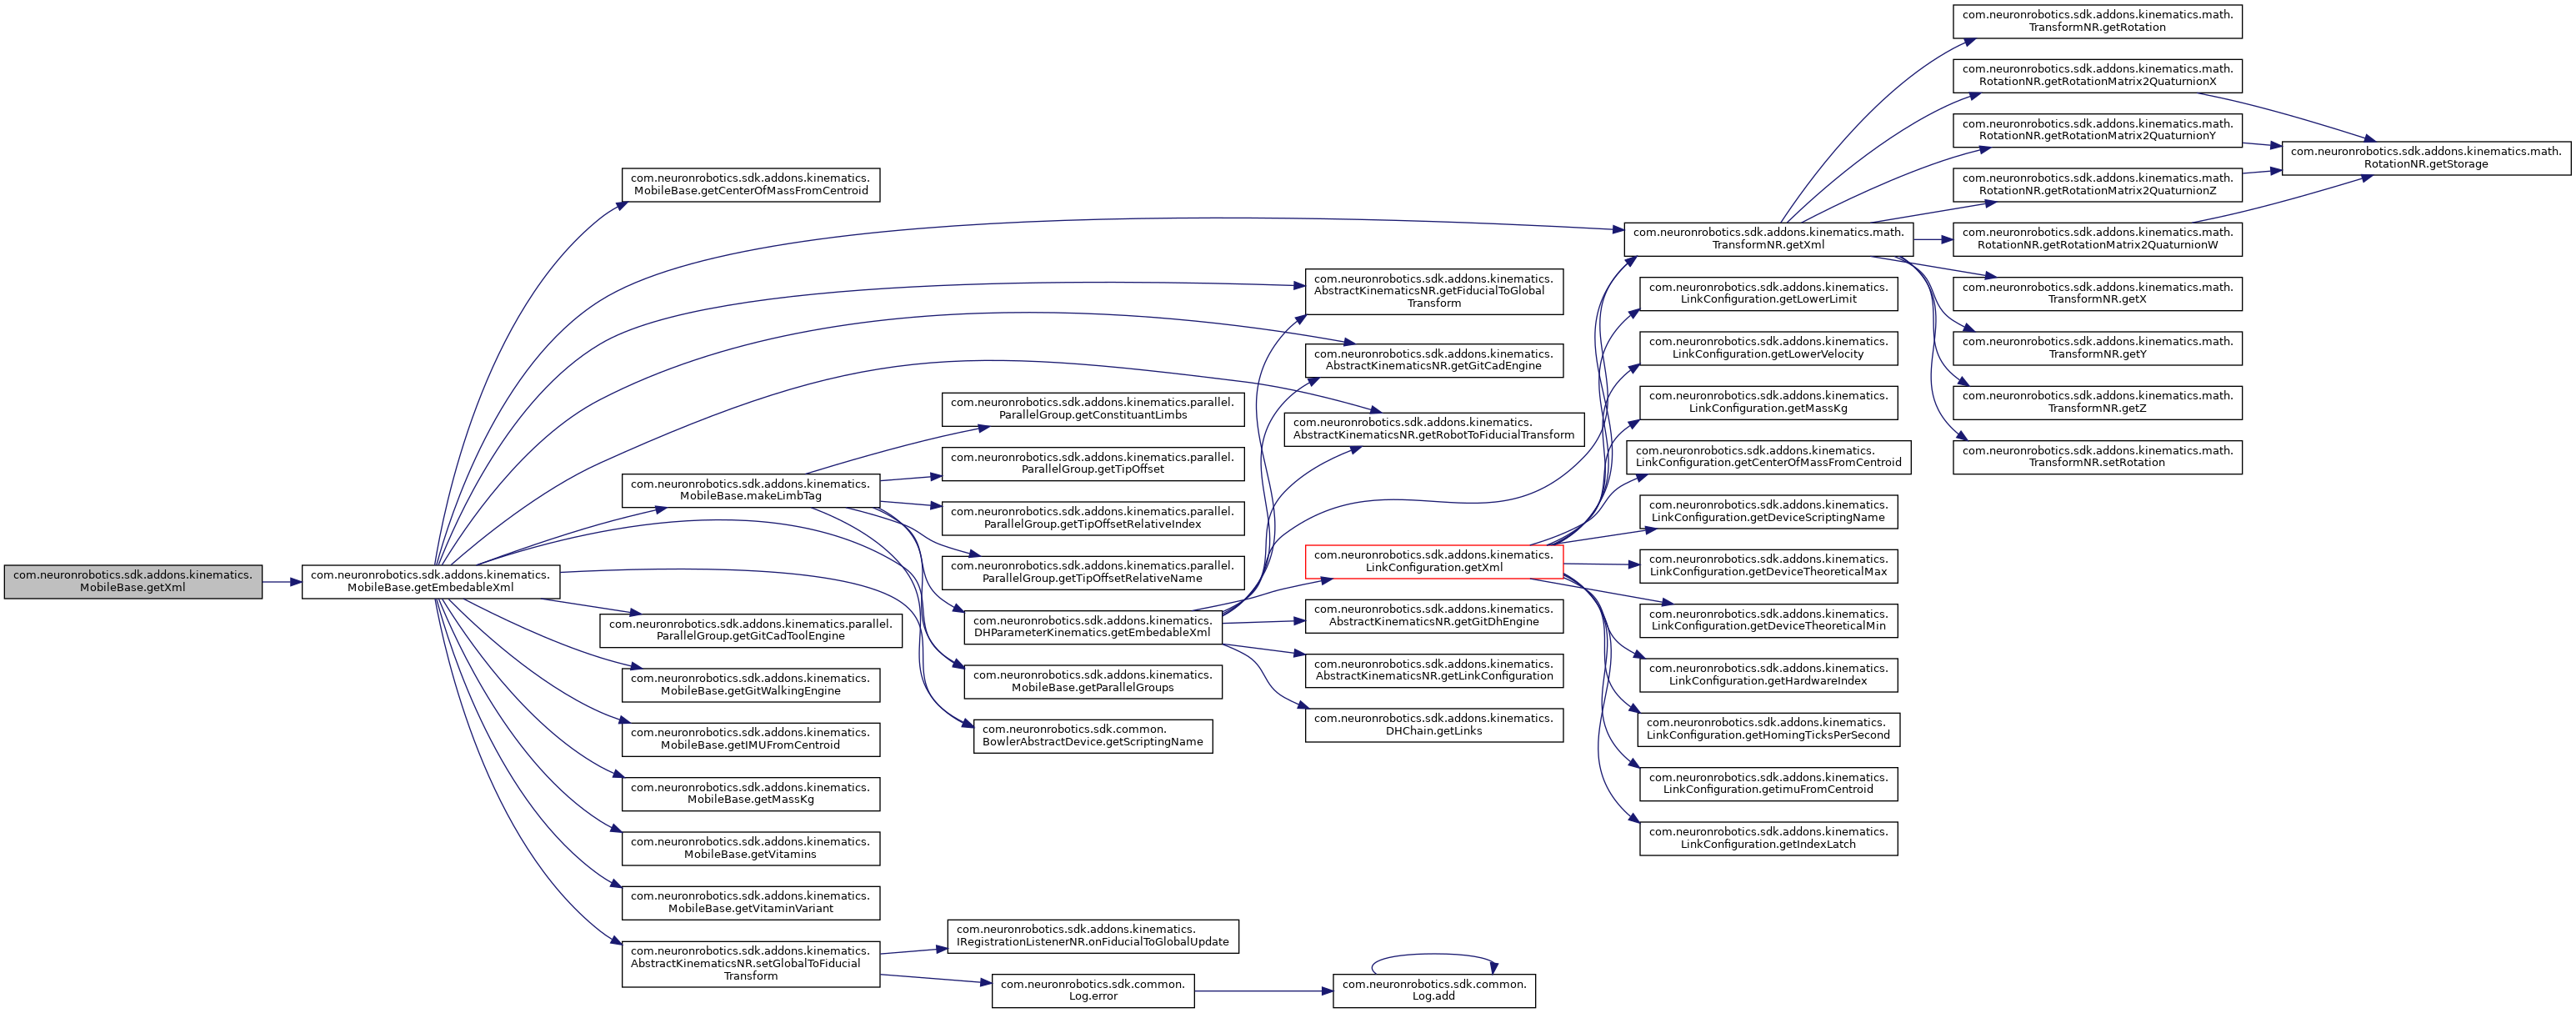 com.neuronrobotics.sdk.addons.kinematics.
MobileBase.getXml
com.neuronrobotics.sdk.addons.kinematics.
MobileBase.getEmbedableXml
com.neuronrobotics.sdk.addons.kinematics.
MobileBase.getCenterOfMassFromCentroid
com.neuronrobotics.sdk.addons.kinematics.
MobileBase.makeLimbTag
com.neuronrobotics.sdk.addons.kinematics.parallel.
ParallelGroup.getGitCadToolEngine
com.neuronrobotics.sdk.addons.kinematics.
MobileBase.getGitWalkingEngine
com.neuronrobotics.sdk.addons.kinematics.
MobileBase.getIMUFromCentroid
com.neuronrobotics.sdk.addons.kinematics.
MobileBase.getMassKg
com.neuronrobotics.sdk.addons.kinematics.
MobileBase.getVitamins
com.neuronrobotics.sdk.addons.kinematics.
MobileBase.getVitaminVariant
com.neuronrobotics.sdk.addons.kinematics.
AbstractKinematicsNR.setGlobalToFiducial
Transform
com.neuronrobotics.sdk.addons.kinematics.parallel.
ParallelGroup.getConstituantLimbs
com.neuronrobotics.sdk.addons.kinematics.parallel.
ParallelGroup.getTipOffset
com.neuronrobotics.sdk.addons.kinematics.parallel.
ParallelGroup.getTipOffsetRelativeIndex
com.neuronrobotics.sdk.addons.kinematics.parallel.
ParallelGroup.getTipOffsetRelativeName
com.neuronrobotics.sdk.addons.kinematics.
DHParameterKinematics.getEmbedableXml
com.neuronrobotics.sdk.addons.kinematics.
MobileBase.getParallelGroups
com.neuronrobotics.sdk.common.
BowlerAbstractDevice.getScriptingName
com.neuronrobotics.sdk.addons.kinematics.
IRegistrationListenerNR.onFiducialToGlobalUpdate
com.neuronrobotics.sdk.common.
Log.error
com.neuronrobotics.sdk.addons.kinematics.
AbstractKinematicsNR.getFiducialToGlobal
Transform
com.neuronrobotics.sdk.addons.kinematics.
AbstractKinematicsNR.getGitCadEngine
com.neuronrobotics.sdk.addons.kinematics.
AbstractKinematicsNR.getRobotToFiducialTransform
com.neuronrobotics.sdk.addons.kinematics.
LinkConfiguration.getXml
com.neuronrobotics.sdk.addons.kinematics.
AbstractKinematicsNR.getGitDhEngine
com.neuronrobotics.sdk.addons.kinematics.
AbstractKinematicsNR.getLinkConfiguration
com.neuronrobotics.sdk.addons.kinematics.
DHChain.getLinks
com.neuronrobotics.sdk.common.
Log.add
com.neuronrobotics.sdk.addons.kinematics.math.
TransformNR.getXml
com.neuronrobotics.sdk.addons.kinematics.
LinkConfiguration.getLowerLimit
com.neuronrobotics.sdk.addons.kinematics.
LinkConfiguration.getLowerVelocity
com.neuronrobotics.sdk.addons.kinematics.
LinkConfiguration.getMassKg
com.neuronrobotics.sdk.addons.kinematics.
LinkConfiguration.getCenterOfMassFromCentroid
com.neuronrobotics.sdk.addons.kinematics.
LinkConfiguration.getDeviceScriptingName
com.neuronrobotics.sdk.addons.kinematics.
LinkConfiguration.getDeviceTheoreticalMax
com.neuronrobotics.sdk.addons.kinematics.
LinkConfiguration.getDeviceTheoreticalMin
com.neuronrobotics.sdk.addons.kinematics.
LinkConfiguration.getHardwareIndex
com.neuronrobotics.sdk.addons.kinematics.
LinkConfiguration.getHomingTicksPerSecond
com.neuronrobotics.sdk.addons.kinematics.
LinkConfiguration.getimuFromCentroid
com.neuronrobotics.sdk.addons.kinematics.
LinkConfiguration.getIndexLatch
com.neuronrobotics.sdk.addons.kinematics.math.
TransformNR.getRotation
com.neuronrobotics.sdk.addons.kinematics.math.
RotationNR.getRotationMatrix2QuaturnionX
com.neuronrobotics.sdk.addons.kinematics.math.
RotationNR.getRotationMatrix2QuaturnionY
com.neuronrobotics.sdk.addons.kinematics.math.
RotationNR.getRotationMatrix2QuaturnionZ
com.neuronrobotics.sdk.addons.kinematics.math.
RotationNR.getRotationMatrix2QuaturnionW
com.neuronrobotics.sdk.addons.kinematics.math.
TransformNR.getX
com.neuronrobotics.sdk.addons.kinematics.math.
TransformNR.getY
com.neuronrobotics.sdk.addons.kinematics.math.
TransformNR.getZ
com.neuronrobotics.sdk.addons.kinematics.math.
TransformNR.setRotation
com.neuronrobotics.sdk.addons.kinematics.math.
RotationNR.getStorage